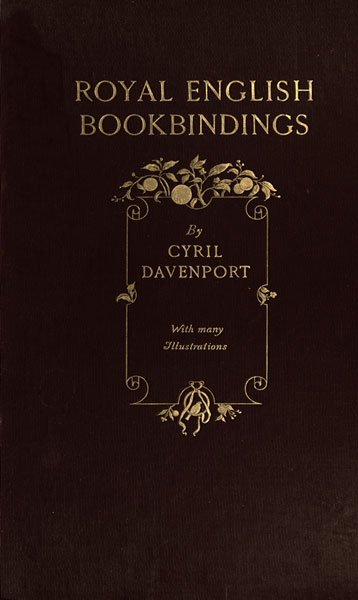 ROYAL ENGLISH
BOOKBINDINGS
By
CYRIL
DAVENPORT
With many
Illustrations